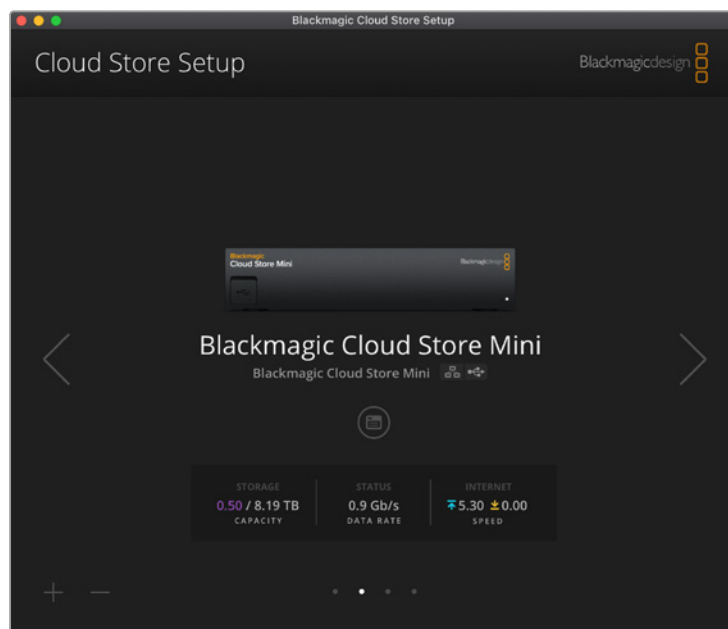 Blackmagic Cloud Store Setup
Cloud Store Setup
Blackmagicdesign
Blackmagic
Cloud Store Mini
Blackmagicdesign
Blackmagic Cloud Store Mini
Blackmagic Cloud Store Mini
STORAGE STATUS INTERNET
0.50 / 8.19 TB 0.9 Gb/s 5.30 0.00
CAPACITY DATA RATE SPEED